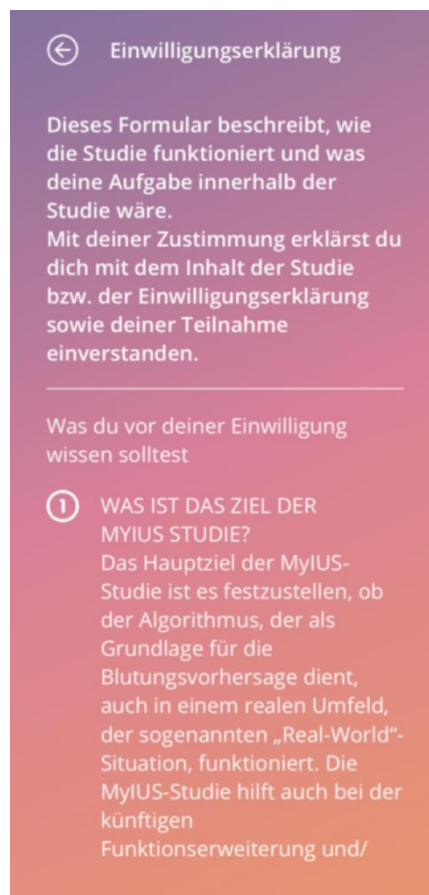 Einwilligungserklärung
Dieses Formular beschreibt, wie
die Studie funktioniert und was
deine Aufgabe innerhalb der
Studie wäre.
Mit deiner Zustimmung erklärst du
dich mit dem Inhalt der Studie
bzw. der Einwilligungserklärung
sowie deiner Teilnahme
einverstanden.
Was du vor deiner Einwilligung
wissen solltest
1 WAS IST DAS ZIEL DER
MYIUS STUDIE?
Das Hauptziel der MyIUS-
Studie ist es festzustellen, ob
der Algorithmus, der als
Grundlage für die
Blutungsvorhersage dient,
auch in einem realen Umfeld,
der sogenannten „Real-World“-
Situation, funktioniert. Die
MyIUS-Studie hilft auch bei der
künftigen
Funktionserweiterung und/